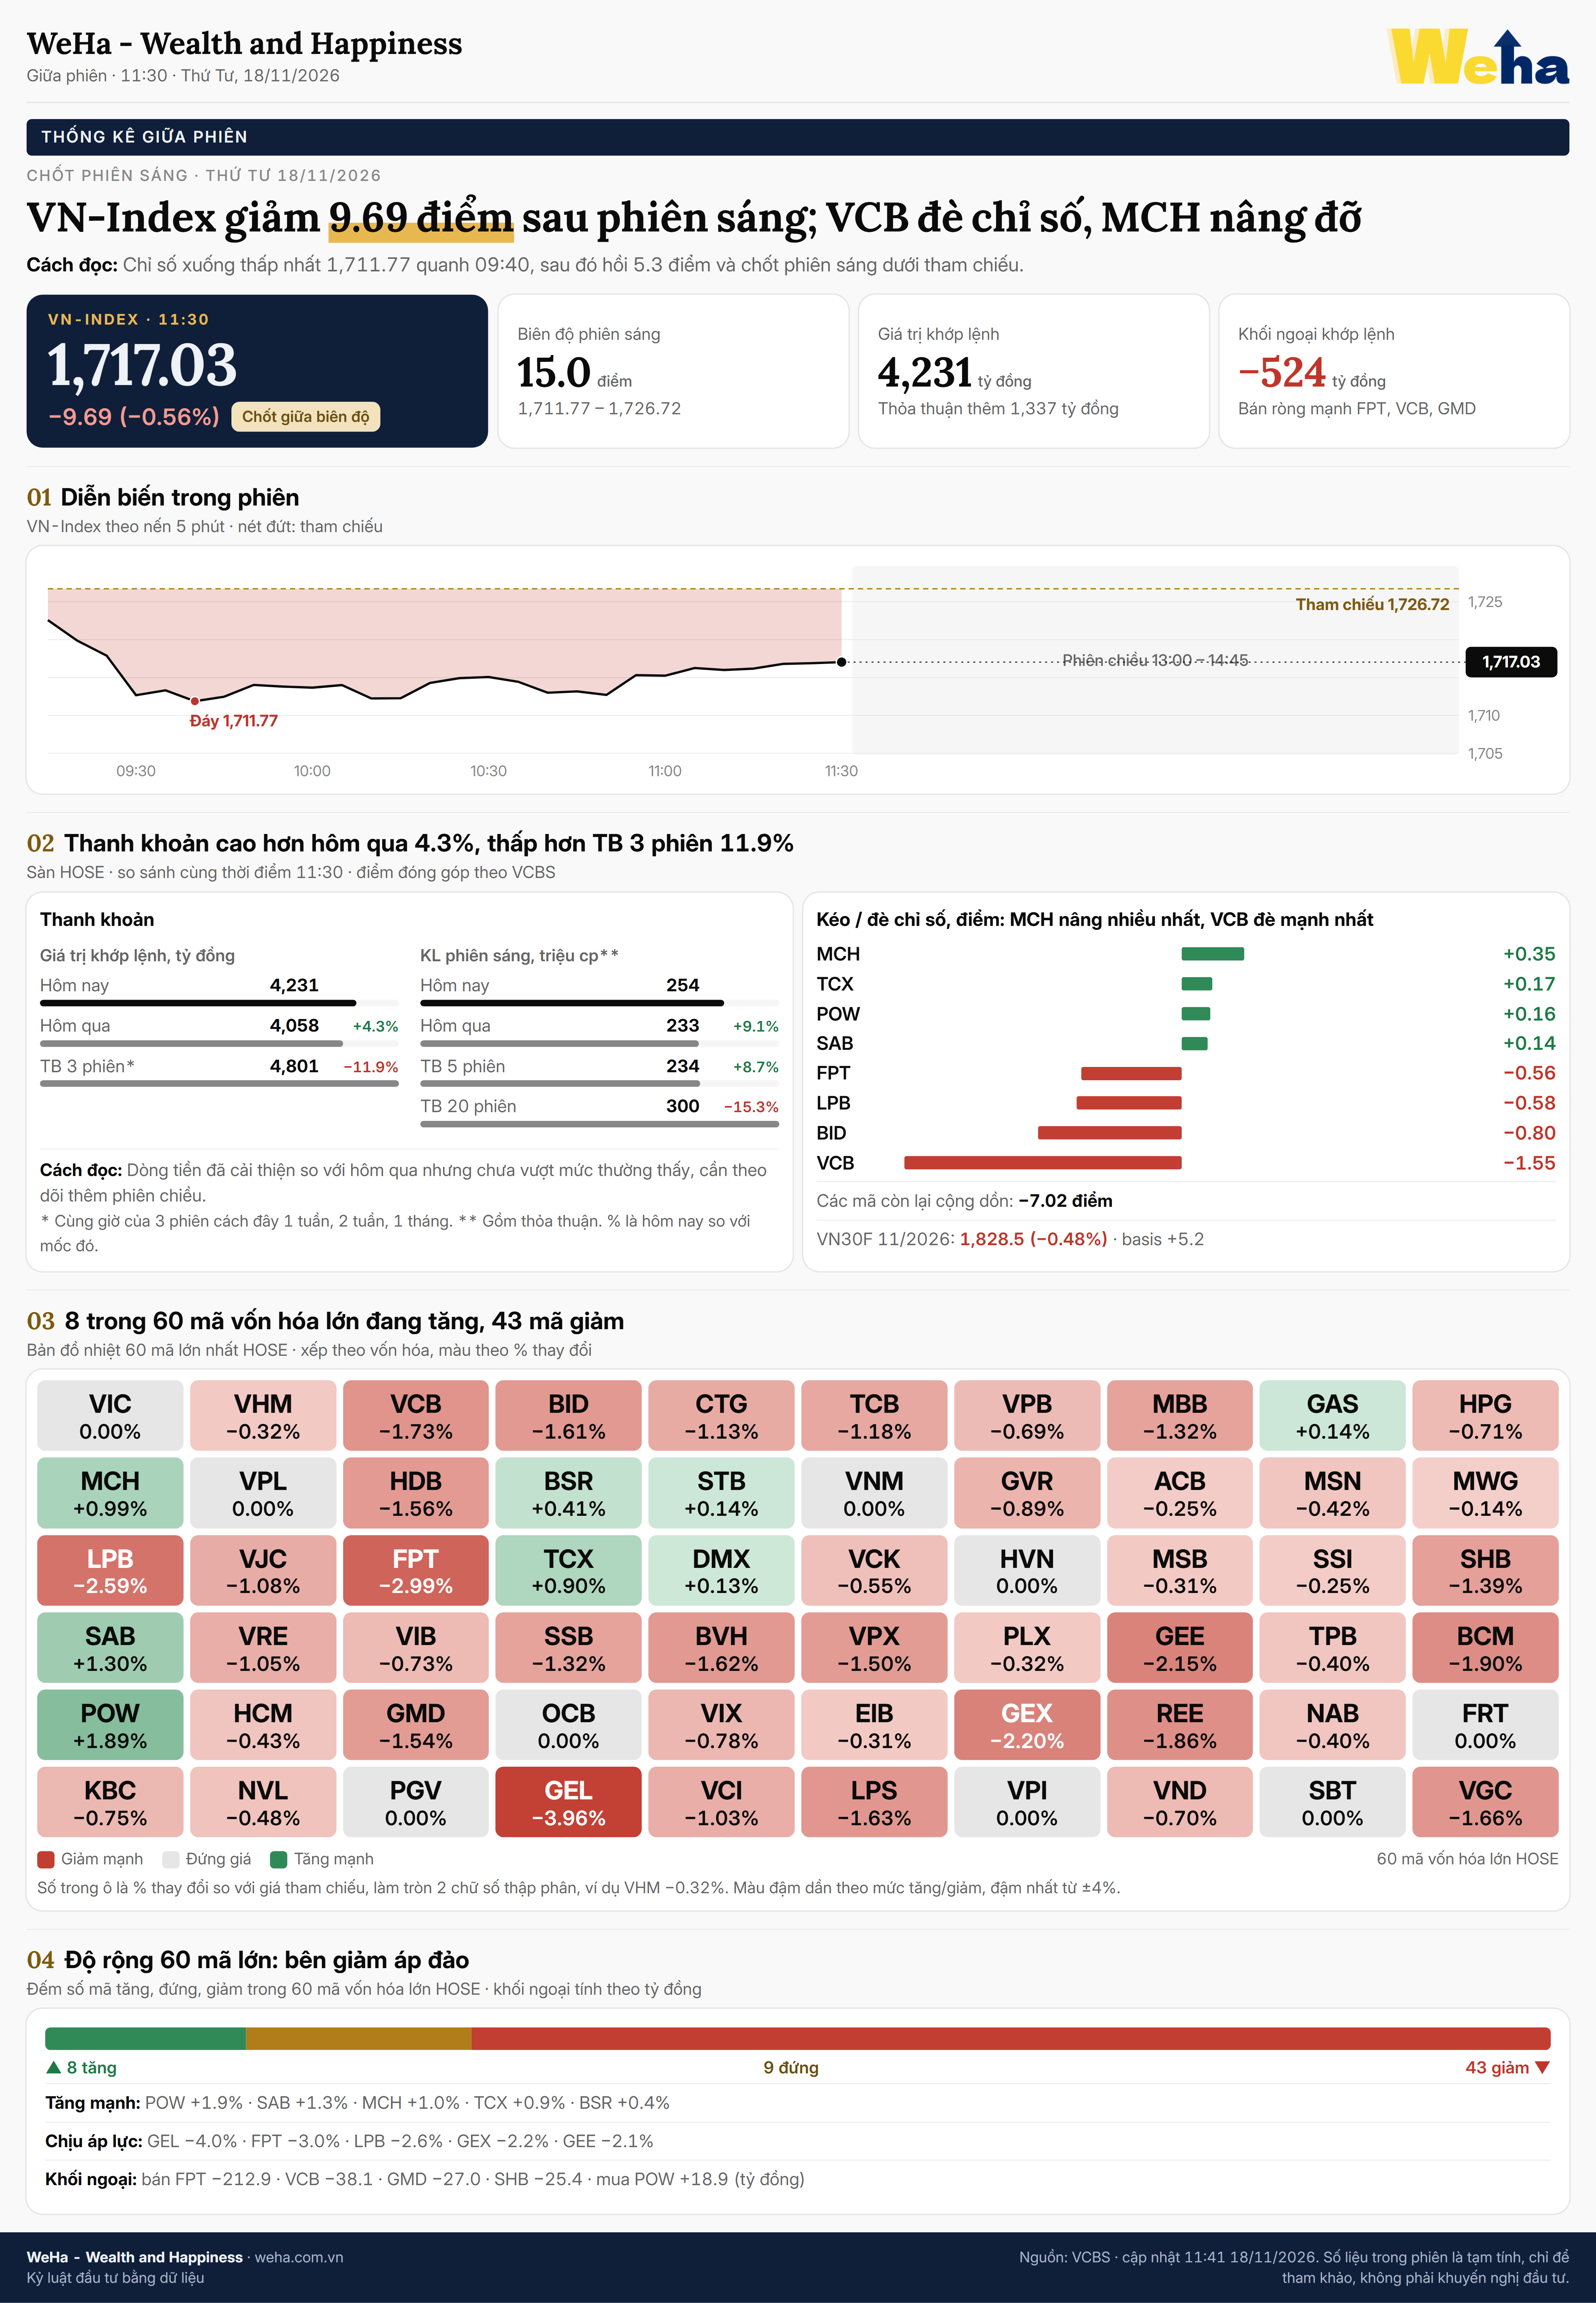 WeHa - Wealth and Happiness
Giữa phiên · 11:30 · Thứ Tư, 18/11/2026
Weha
THỐNG KÊ GIỮA PHIÊN
CHỐT PHIÊN SÁNG · THỨ TƯ 18/11/2026
VN-Index giảm 9.69 điểm sau phiên sáng; VCB đè chỉ số, MCH nâng đỡ
Cách đọc: Chỉ số xuống thấp nhất 1,711.77 quanh 09:40, sau đó hồi 5.3 điểm và chốt phiên sáng dưới tham chiếu.
VN-INDEX · 11:30
1,717.03
−9.69 (−0.56%) Chốt giữa biên độ
Biên độ phiên sáng
15.0 điểm
1,711.77 – 1,726.72
Giá trị khớp lệnh
4,231 tỷ đồng
Thỏa thuận thêm 1,337 tỷ đồng
Khối ngoại khớp lệnh
−524 tỷ đồng
Bán ròng mạnh FPT, VCB, GMD
01 Diễn biến trong phiên
VN-Index theo nến 5 phút · nét đứt: tham chiếu
Tham chiếu 1,726.72
1,725
Phiên chiều 13:00 – 14:45
1,717.03
Đáy 1,711.77
1,710
1,705
09:30 10:00 10:30 11:00 11:30
02 Thanh khoản cao hơn hôm qua 4.3%, thấp hơn TB 3 phiên 11.9%
Sàn HOSE · so sánh cùng thời điểm 11:30 · điểm đóng góp theo VCBS
Thanh khoản
Giá trị khớp lệnh, tỷ đồng
Hôm nay 4,231
Hôm qua 4,058 +4.3%
TB 3 phiên* 4,801 −11.9%
KL phiên sáng, triệu cp**
Hôm nay 254
Hôm qua 233 +9.1%
TB 5 phiên 234 +8.7%
TB 20 phiên 300 −15.3%
Cách đọc: Dòng tiền đã cải thiện so với hôm qua nhưng chưa vượt mức thường thấy, cần theo
dõi thêm phiên chiều.
* Cùng giờ của 3 phiên cách đây 1 tuần, 2 tuần, 1 tháng. ** Gồm thỏa thuận. % là hôm nay so với
mốc đó.
Kéo / đè chỉ số, điểm: MCH nâng nhiều nhất, VCB đè mạnh nhất
MCH +0.35
TCX +0.17
POW +0.16
SAB +0.14
FPT −0.56
LPB −0.58
BID −0.80
VCB −1.55
Các mã còn lại cộng dồn: −7.02 điểm
VN30F 11/2026: 1,828.5 (−0.48%) · basis +5.2
03 8 trong 60 mã vốn hóa lớn đang tăng, 43 mã giảm
Bản đồ nhiệt 60 mã lớn nhất HOSE · xếp theo vốn hóa, màu theo % thay đổi
VIC VHM VCB BID CTG TCB VPB MBB GAS HPG
0.00% −0.32% −1.73% −1.61% −1.13% −1.18% −0.69% −1.32% +0.14% −0.71%
MCH VPL HDB BSR STB VNM GVR ACB MSN MWG
+0.99% 0.00% −1.56% +0.41% +0.14% 0.00% −0.89% −0.25% −0.42% −0.14%
LPB VJC FPT TCX DMX VCK HVN MSB SSI SHB
−2.59% −1.08% −2.99% +0.90% +0.13% −0.55% 0.00% −0.31% −0.25% −1.39%
SAB VRE VIB SSB BVH VPX PLX GEE TPB BCM
+1.30% −1.05% −0.73% −1.32% −1.62% −1.50% −0.32% −2.15% −0.40% −1.90%
POW HCM GMD OCB VIX EIB GEX REE NAB FRT
+1.89% −0.43% −1.54% 0.00% −0.78% −0.31% −2.20% −1.86% −0.40% 0.00%
KBC NVL PGV GEL VCI LPS VPI VND SBT VGC
−0.75% −0.48% 0.00% −3.96% −1.03% −1.63% 0.00% −0.70% 0.00% −1.66%
Giảm mạnh Đứng giá Tăng mạnh 60 mã vốn hóa lớn HOSE
Số trong ô là % thay đổi so với giá tham chiếu, làm tròn 2 chữ số thập phân, ví dụ VHM −0.32%. Màu đậm dần theo mức tăng/giảm, đậm nhất từ ±4%.
04 Độ rộng 60 mã lớn: bên giảm áp đảo
Đếm số mã tăng, đứng, giảm trong 60 mã vốn hóa lớn HOSE · khối ngoại tính theo tỷ đồng
▲ 8 tăng 9 đứng 43 giảm ▼
Tăng mạnh: POW +1.9% · SAB +1.3% · MCH +1.0% · TCX +0.9% · BSR +0.4%
Chịu áp lực: GEL −4.0% · FPT −3.0% · LPB −2.6% · GEX −2.2% · GEE −2.1%
Khối ngoại: bán FPT −212.9 · VCB −38.1 · GMD −27.0 · SHB −25.4 · mua POW +18.9 (tỷ đồng)
WeHa - Wealth and Happiness · weha.com.vn
Kỷ luật đầu tư bằng dữ liệu
Nguồn: VCBS · cập nhật 11:41 18/11/2026. Số liệu trong phiên là tạm tính, chỉ để
tham khảo, không phải khuyến nghị đầu tư.